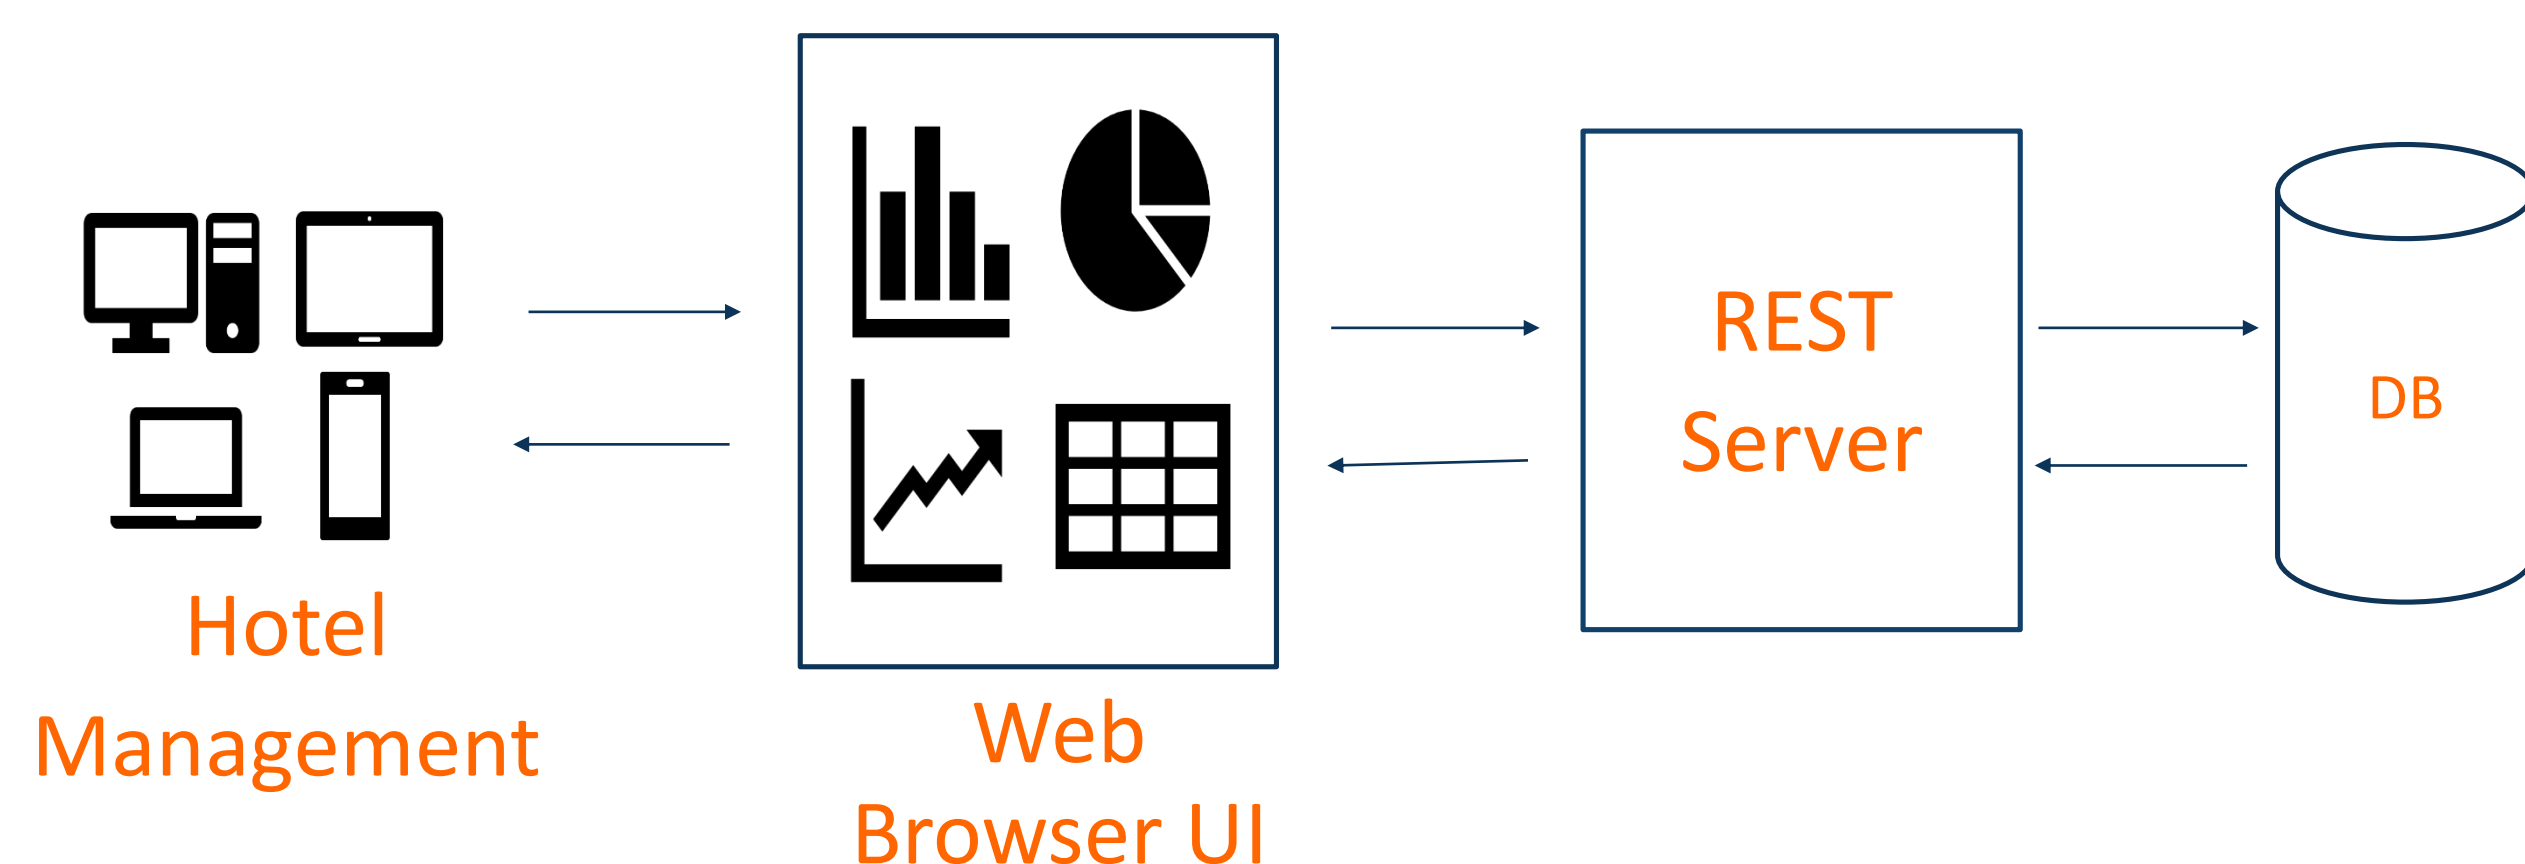 Hotel
Management
Web
Browser UI
REST
Server
DB